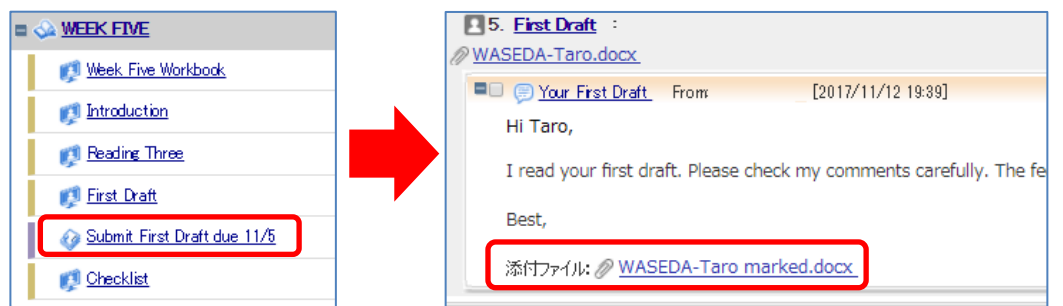 WEEK FIVE
Week Five Workbook
Introduction
Reading Three
First Draft
Submit First Draft due 11/5
Checklist
5. First Draft :
WASEDA-Taro.docx
Your First Draft From [2017/11/12 19:39]
Hi Taro,
I read your first draft. Please check my comments carefully. The fe
Best,
添付ファイル: WASEDA-Taro marked.docx